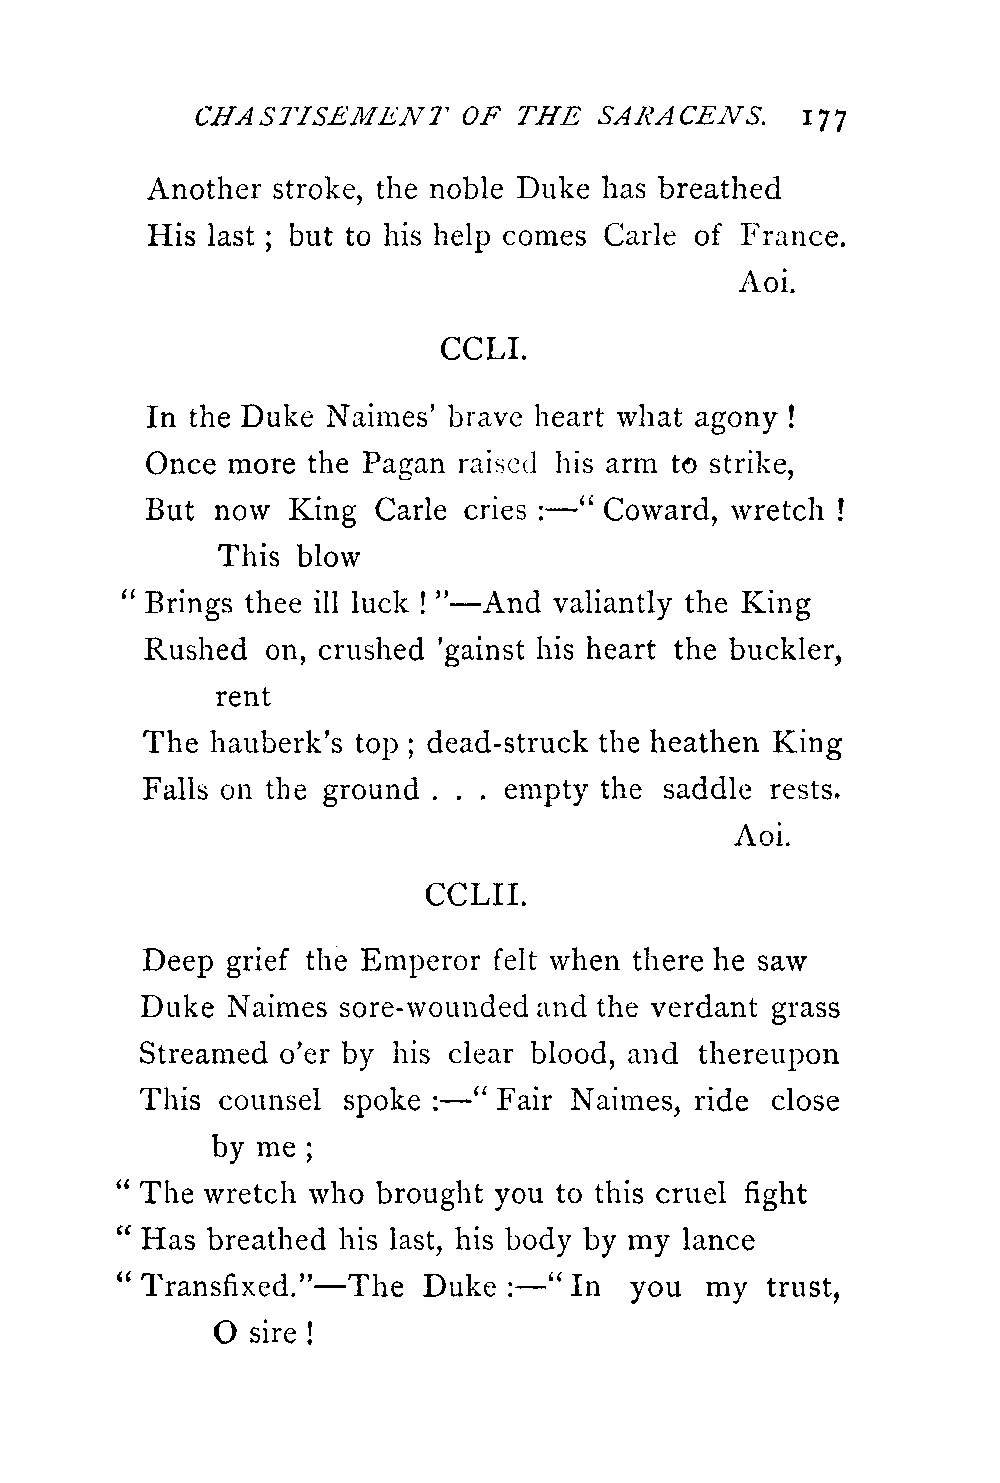 CHASTISEMENT OF THE SARACENS. 177
Another stroke, the noble Duke has breathed
His last ; but to his help comes Carle of France.
Aoi.
CCLI.
In the Duke Naimes' brave heart what agony !
Once more the Pagan raised his arm to strike,
But now King Carle cries :—“ Coward, wretch !
This blow
“ Brings thee ill luck ! ”—And valiantly the King
Rushed on, crushed 'gainst his heart the buckler,
rent
The hauberk's top ; dead-struck the heathen King
Falls on the ground . . . empty the saddle rests.
Aoi.
CCLII.
Deep grief the Emperor felt when there he saw
Duke Naimes sore-wounded and the verdant grass
Streamed o'er by his clear blood, and thereupon
This counsel spoke :—“ Fair Naimes, ride close
by me ;
“ The wretch who brought you to this cruel fight
“ Has breathed his last, his body by my lance
“ Transfixed.”—The Duke :—“ In you my trust,
O sire !